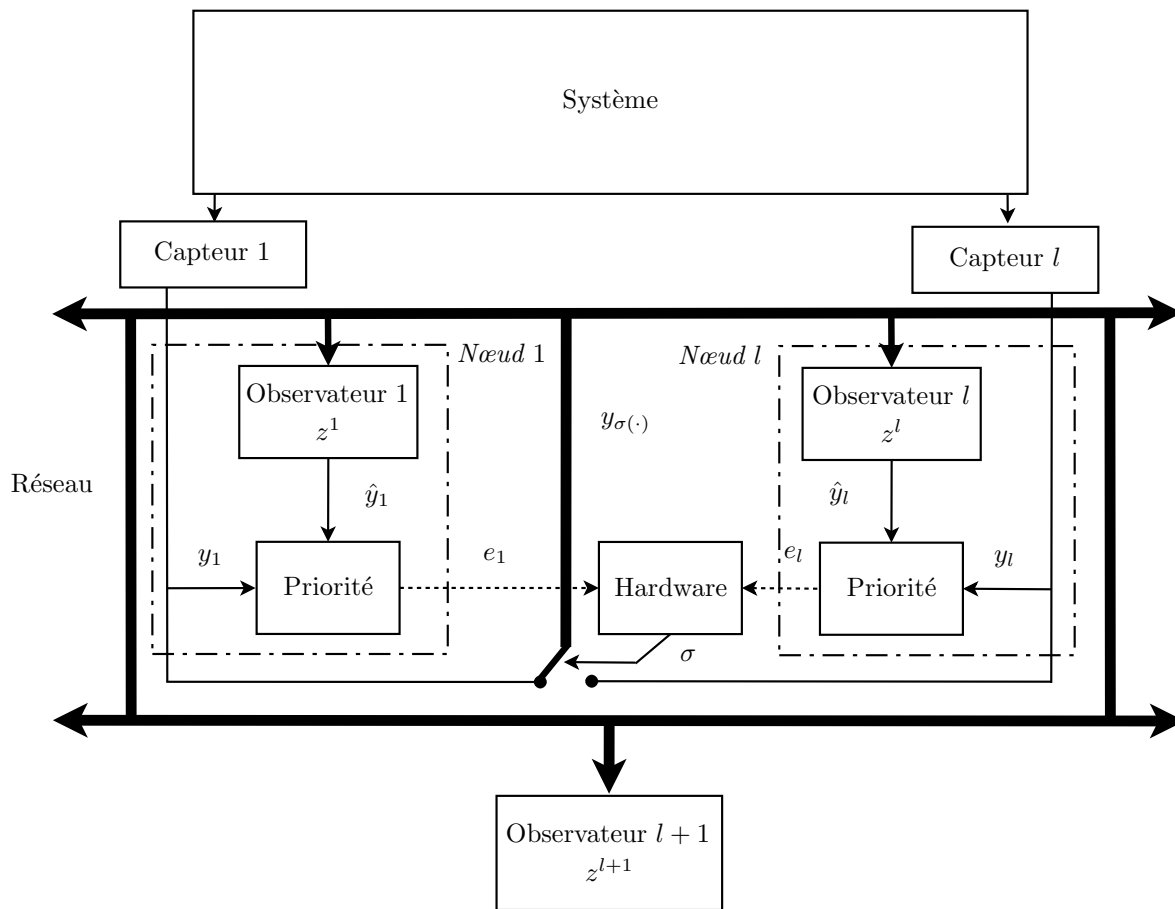 Système
Capteur 1
Capteur l
Nœud 1
Nœud l
Observateur 1
z^1
Observateur l
z^l
y_{σ(·)}
Réseau
ŷ_1
ŷ_l
y_1
e_1
e_l
y_l
Priorité
Hardware
Priorité
σ
Observateur l + 1
z^{l+1}